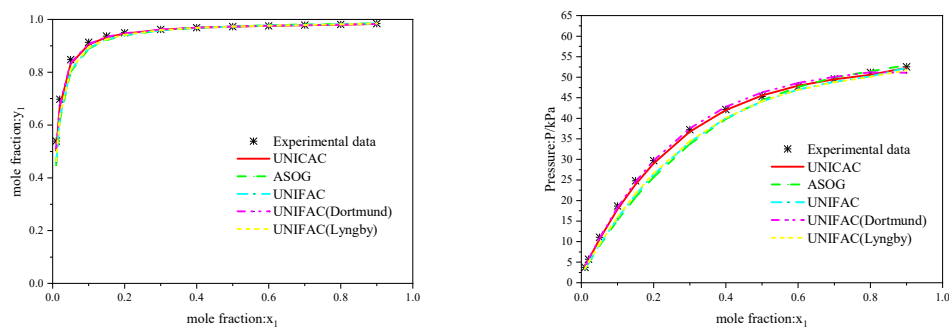 1.0
0.8
0.6
0.4
0.2
0.0
mole fraction:y₁
Experimental data
UNICAC
ASOG
UNIFAC
UNIFAC(Dortmund)
UNIFAC(Lyngby)
0.0 0.2 0.4 0.6 0.8 1.0
mole fraction:x₁
65
60
55
50
45
40
35
30
25
20
15
10
5
0
Pressure:P/kPa
Experimental data
UNICAC
ASOG
UNIFAC
UNIFAC(Dortmund)
UNIFAC(Lyngby)
0.0 0.2 0.4 0.6 0.8 1.0
mole fraction:x₁